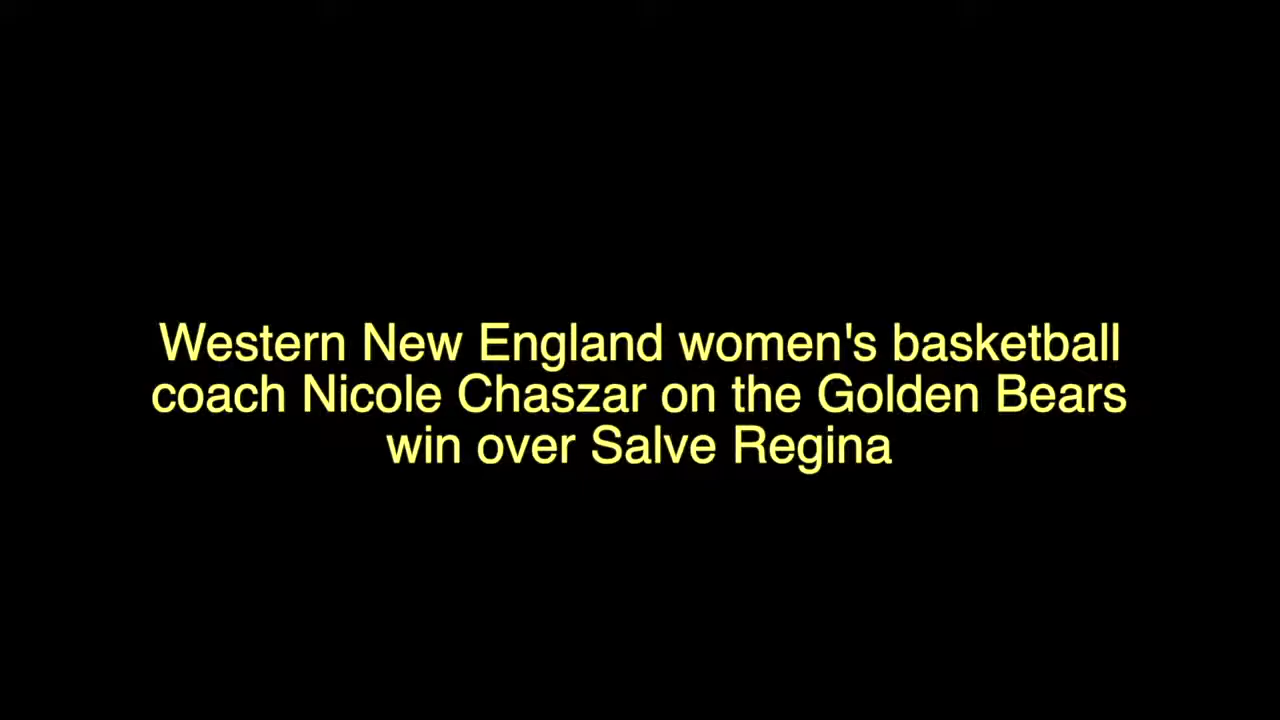 Western New England women's basketball
coach Nicole Chaszar on the Golden Bears
win over Salve Regina